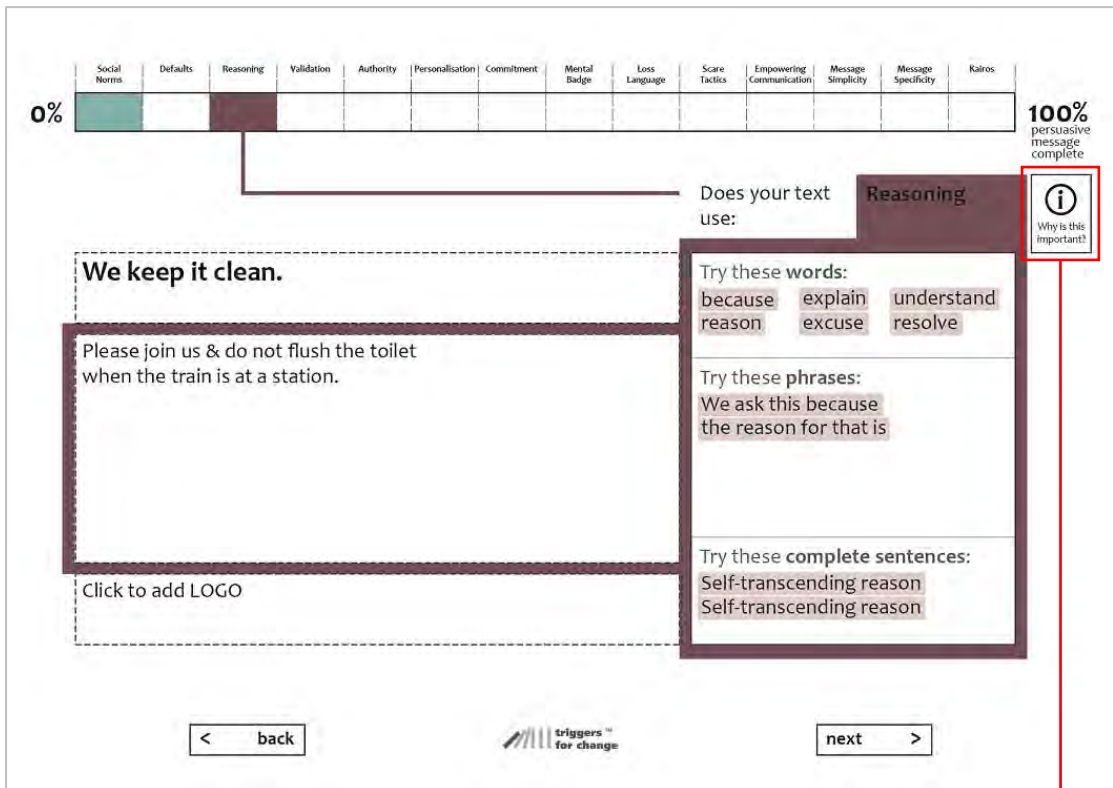 Social Norms
Defaults
Reasoning
Validation
Authority
Personalisation
Commitment
Mental Badge
Loss Language
Scare Tactics
Empowering Communication
Message Simplicity
Message Specificity
Kairos
0%
100%
persuasive
message
complete
Does your text
use:
Reasoning
i
Why is this
important?
We keep it clean.
Please join us & do not flush the toilet
when the train is at a station.
Click to add LOGO
Try these words:
because explain understand
reason excuse resolve
Try these phrases:
We ask this because
the reason for that is
Try these complete sentences:
Self-transcending reason
Self-transcending reason
< back
triggers ™
for change
next >